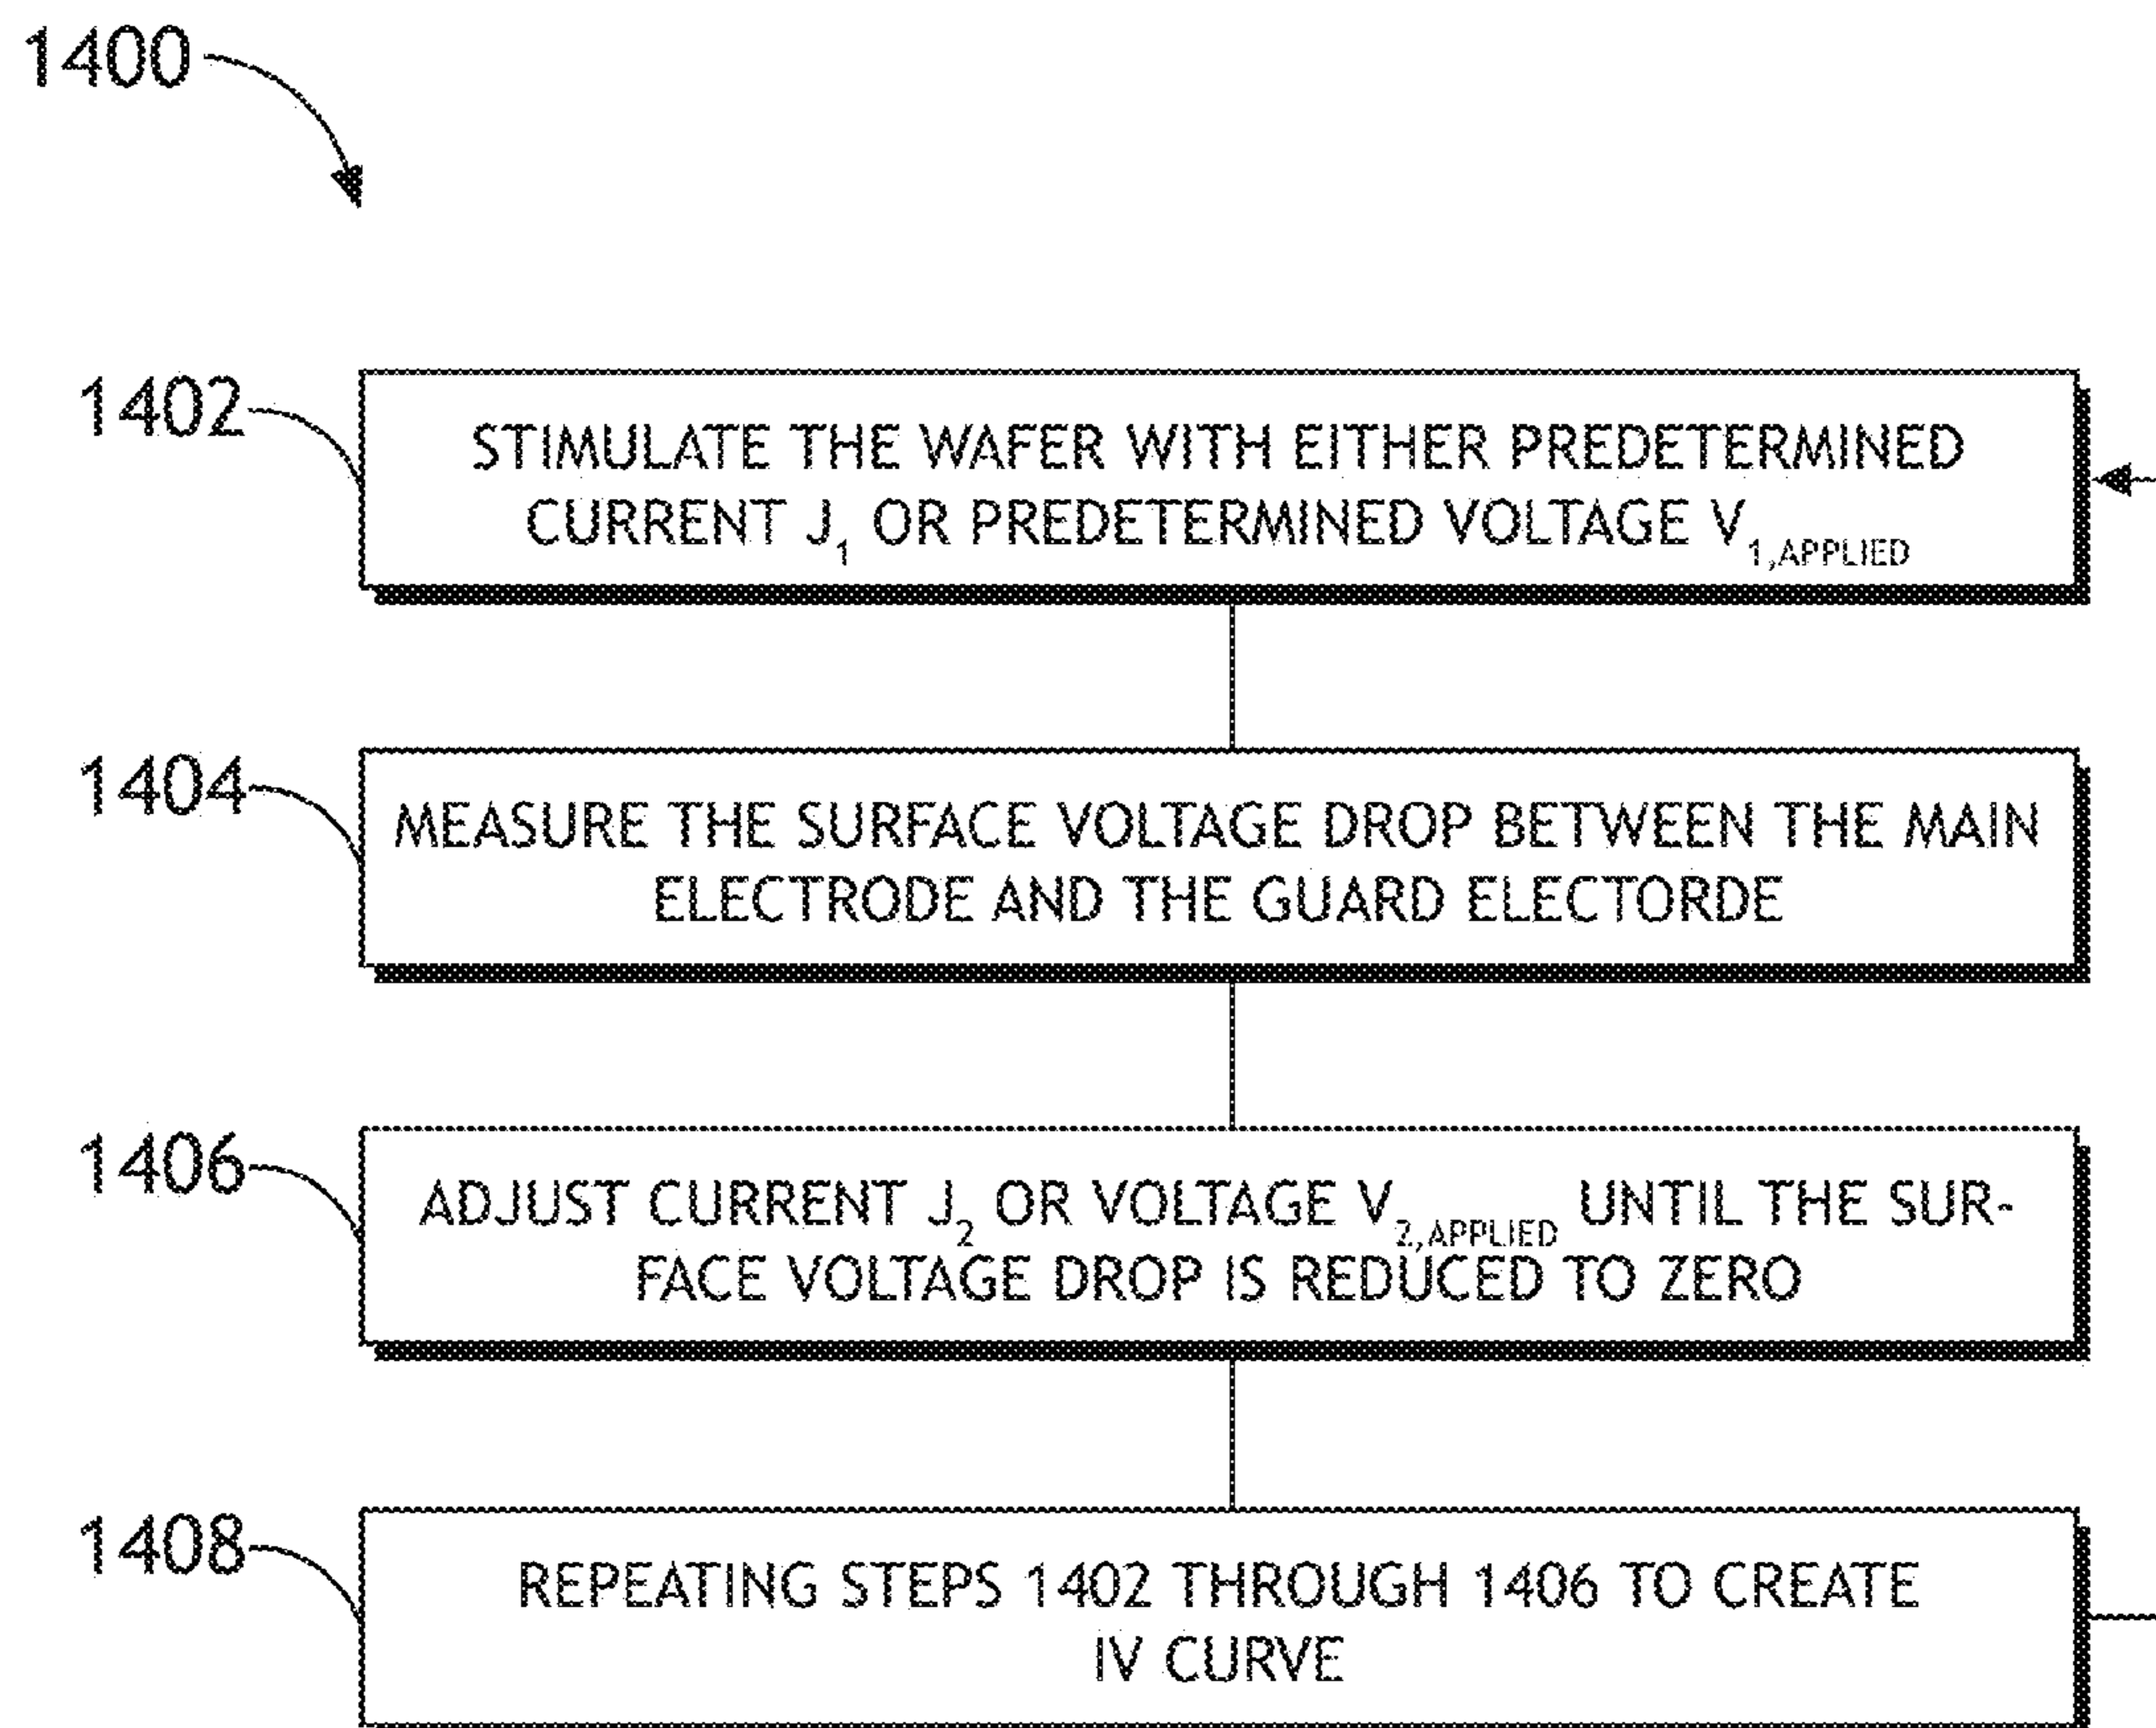 1400
1402
STIMULATE THE WAFER WITH EITHER PREDETERMINED
CURRENT J1 OR PREDETERMINED VOLTAGE V1,APPLIED
1404
MEASURE THE SURFACE VOLTAGE DROP BETWEEN THE MAIN
ELECTRODE AND THE GUARD ELECTORDE
1406
ADJUST CURRENT J2 OR VOLTAGE V2,APPLIED UNTIL THE SUR-
FACE VOLTAGE DROP IS REDUCED TO ZERO
1408
REPEATING STEPS 1402 THROUGH 1406 TO CREATE
IV CURVE